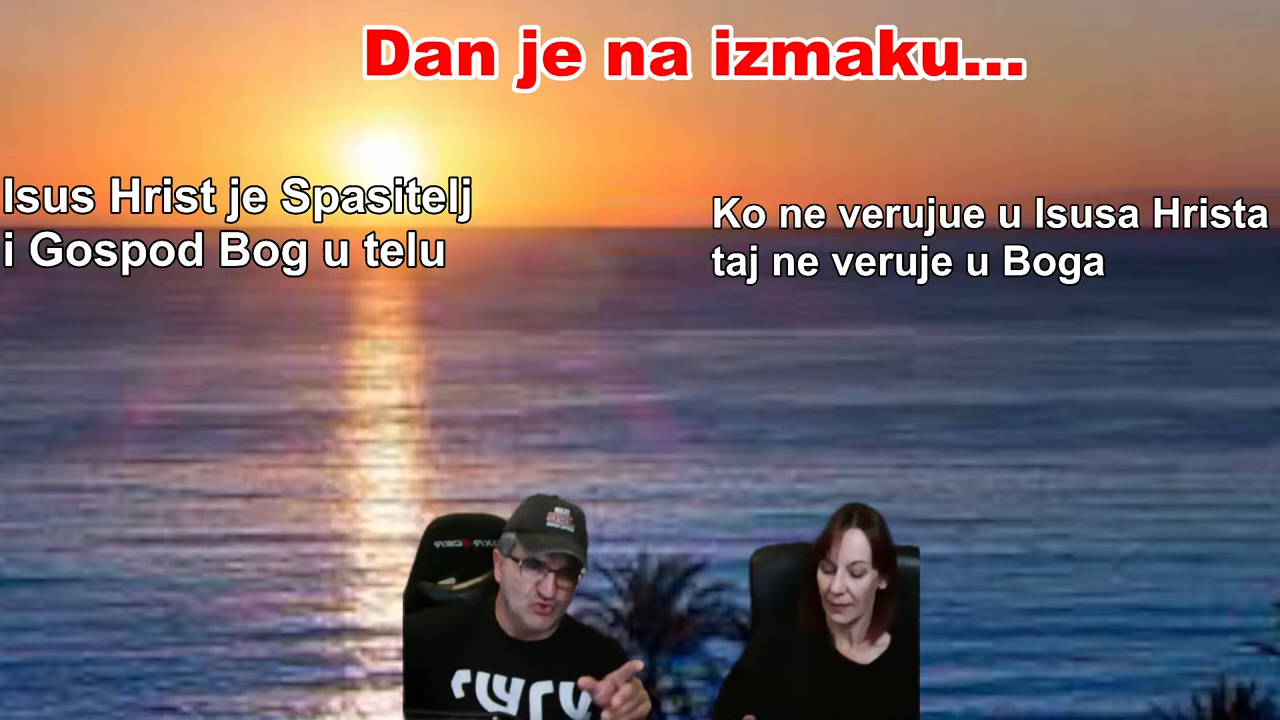 Dan je na izmaku...
Isus Hrist je Spasitelj
i Gospod Bog u telu
Ko ne verujue u Isusa Hrista
taj ne veruje u Boga